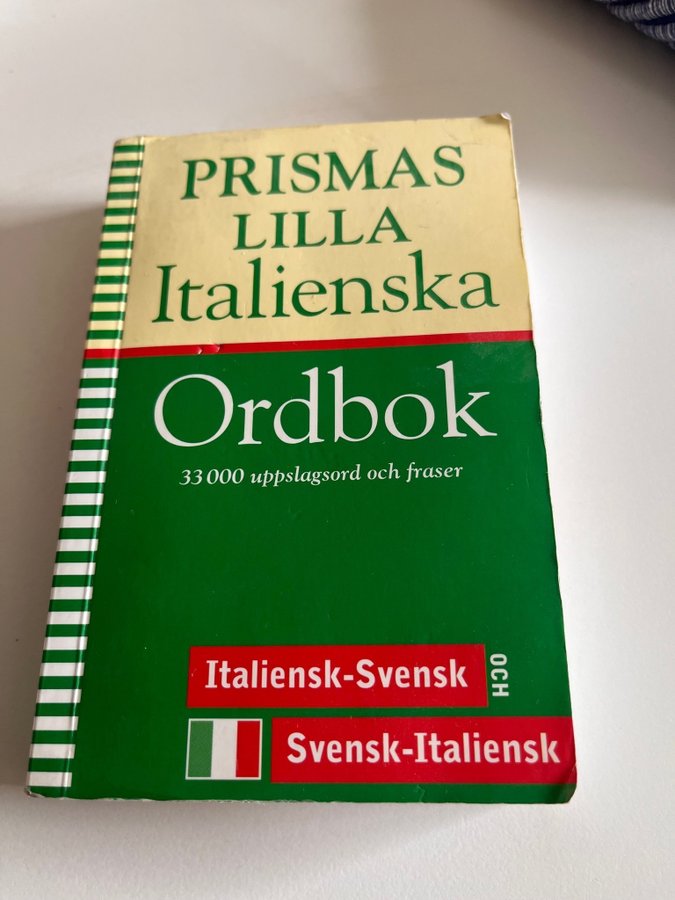 PRISMAS
LILLA
Italienska
Ordbok
33 000 uppslagsord och fraser
Italiensk-Svensk
OCH
Svensk-Italiensk